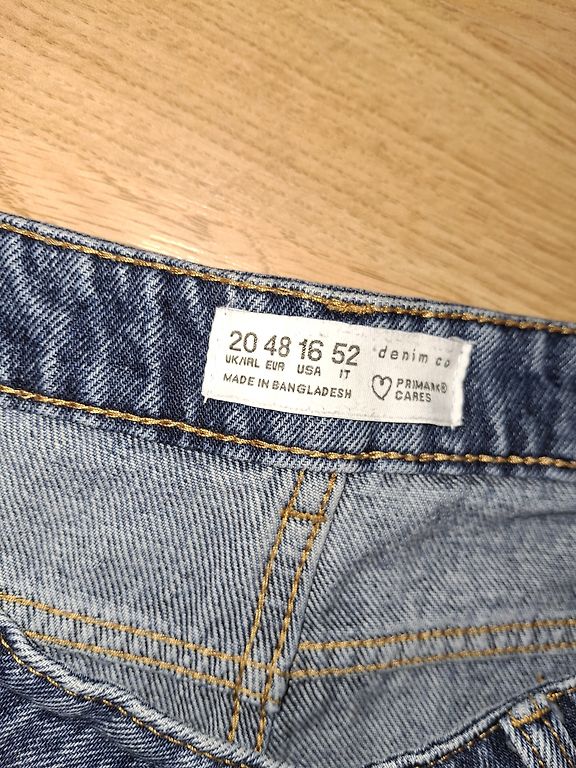 20 48 16 52
UK/IRL EUR USA IT
MADE IN BANGLADESH
denim co
PRIMARK®
CARES